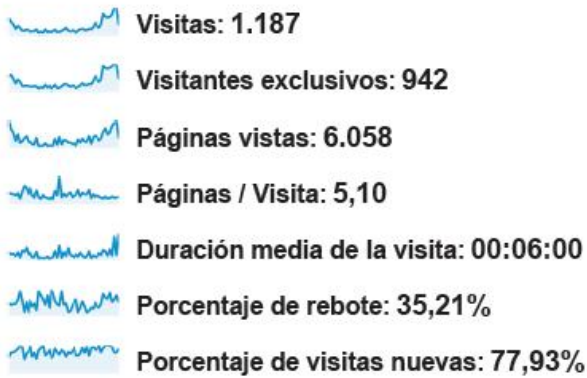 Visitas: 1.187
Visitantes exclusivos: 942
Páginas vistas: 6.058
Páginas / Visita: 5,10
Duración media de la visita: 00:06:00
Porcentaje de rebote: 35,21%
Porcentaje de visitas nuevas: 77,93%